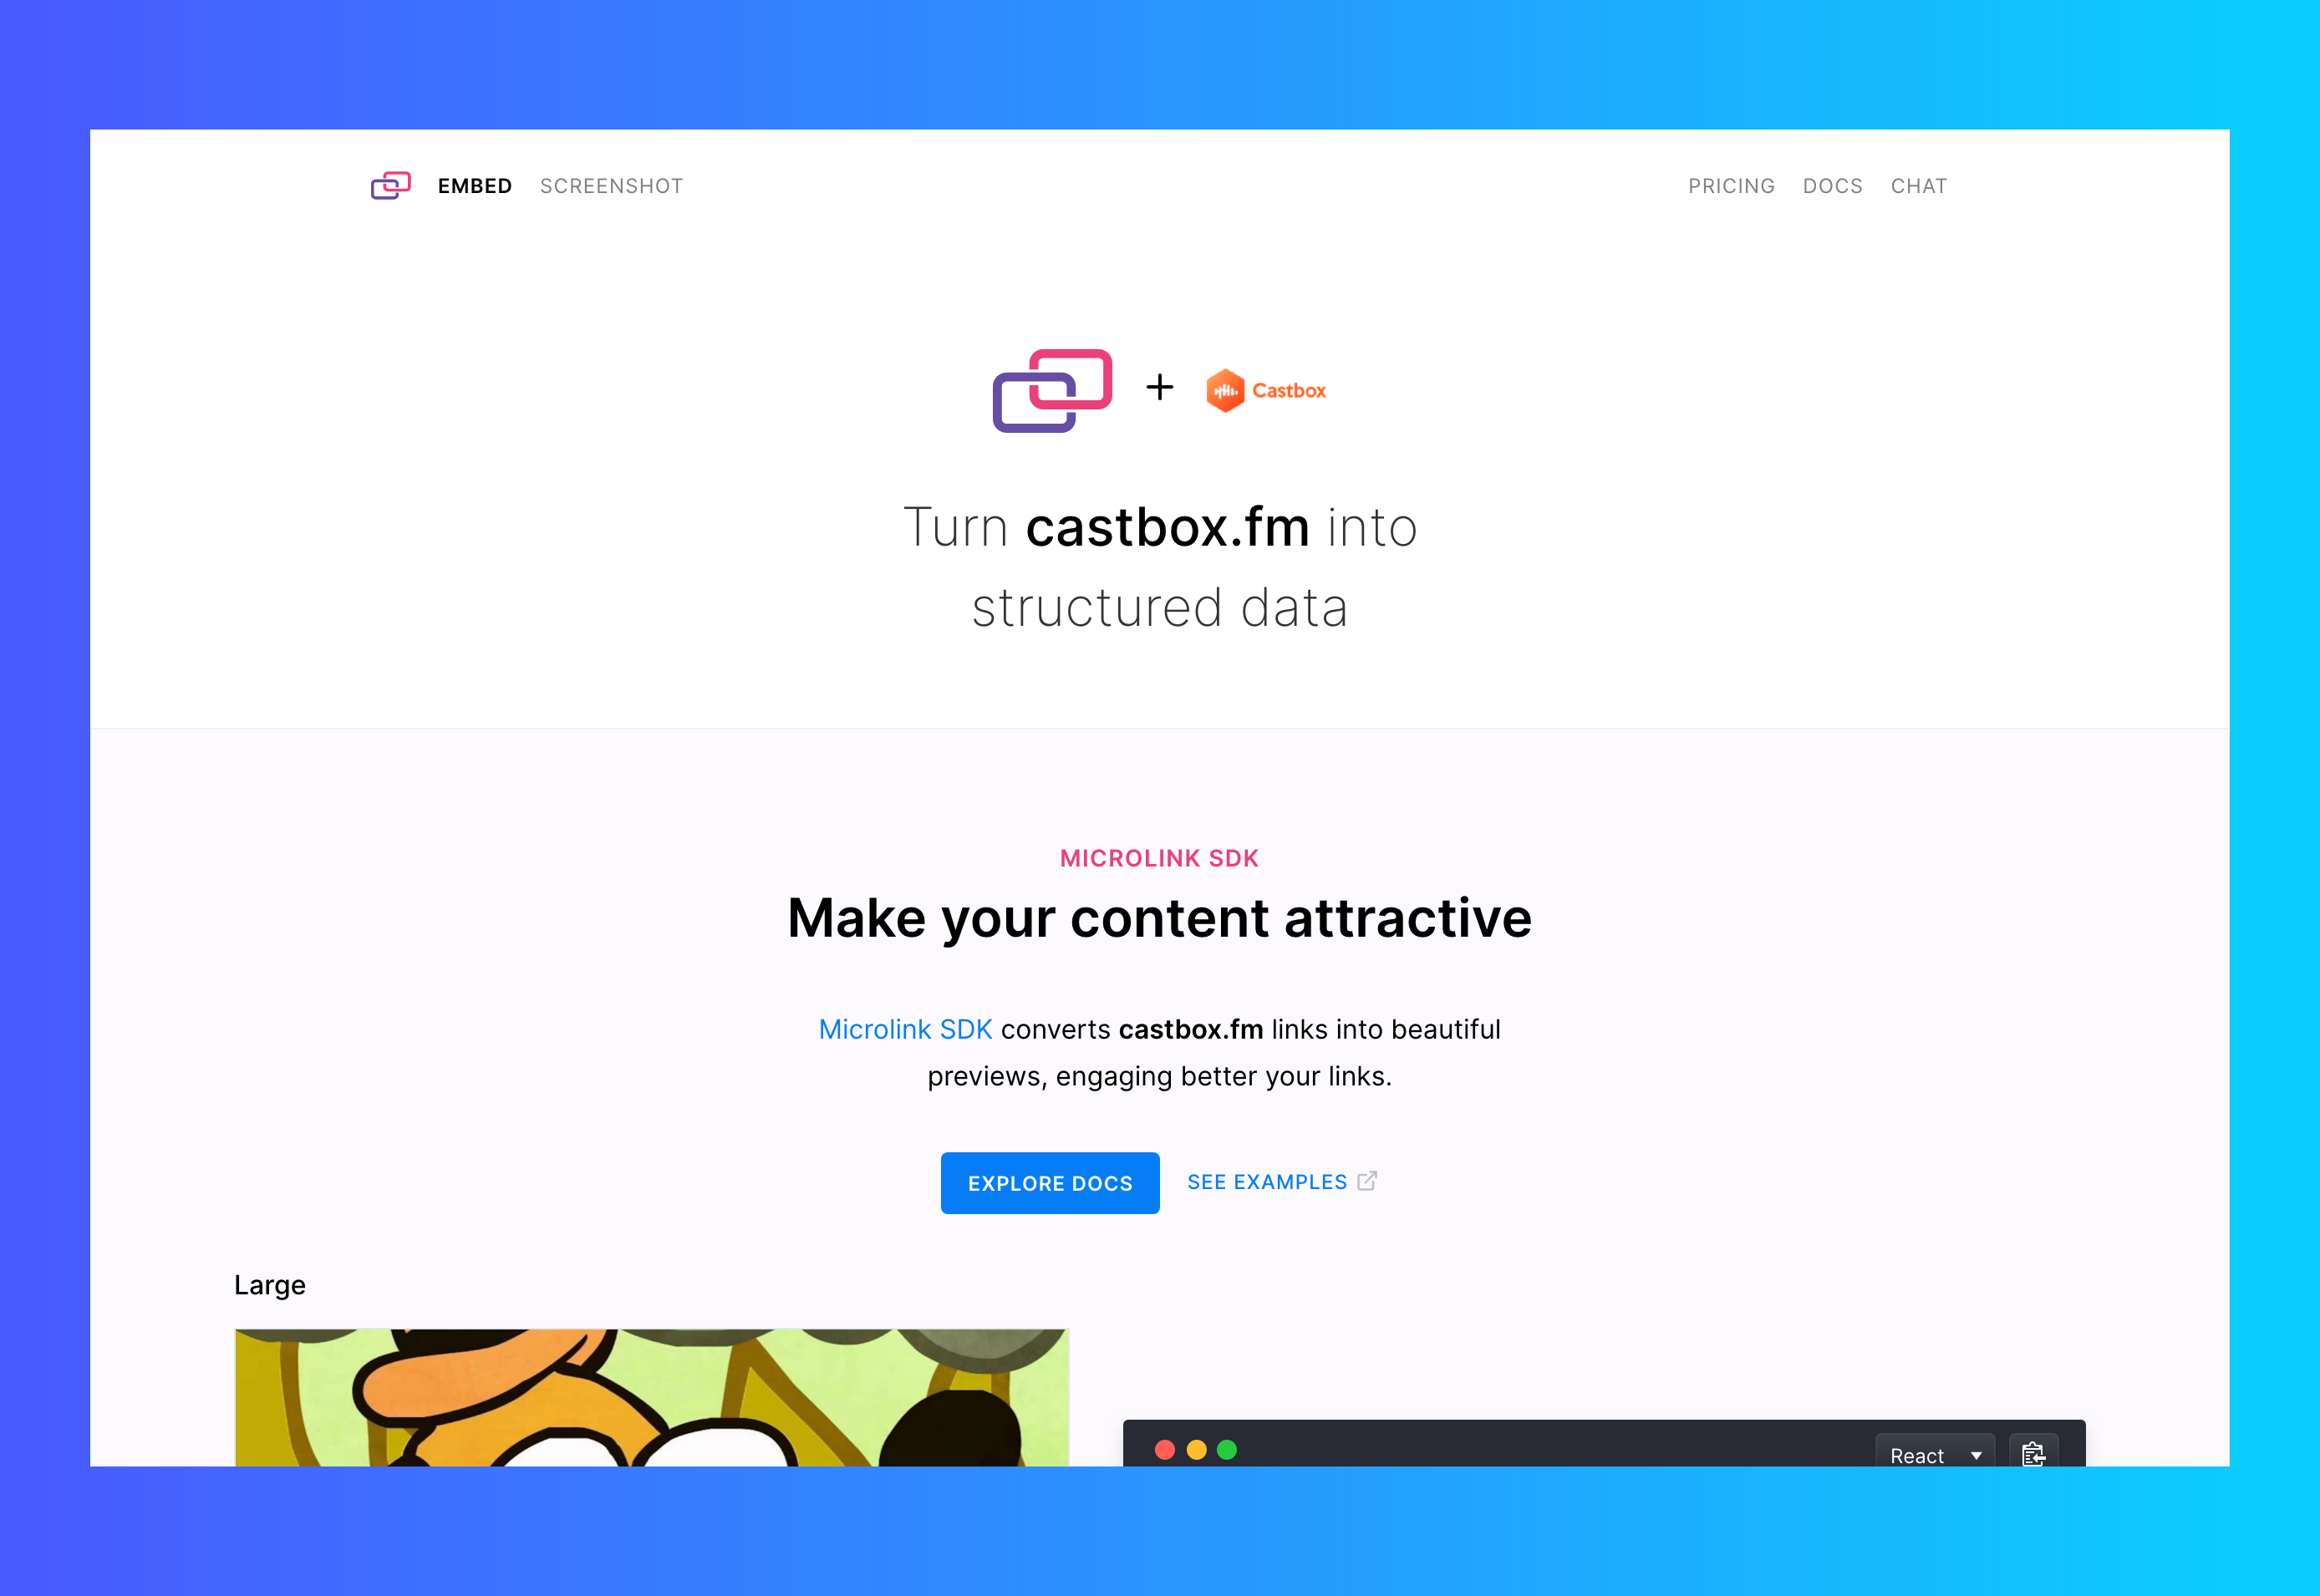 EMBED SCREENSHOT PRICING DOCS CHAT
+ Castbox
Turn castbox.fm into
structured data
MICROLINK SDK
Make your content attractive
Microlink SDK converts castbox.fm links into beautiful
previews, engaging better your links.
EXPLORE DOCS SEE EXAMPLES
Large
React